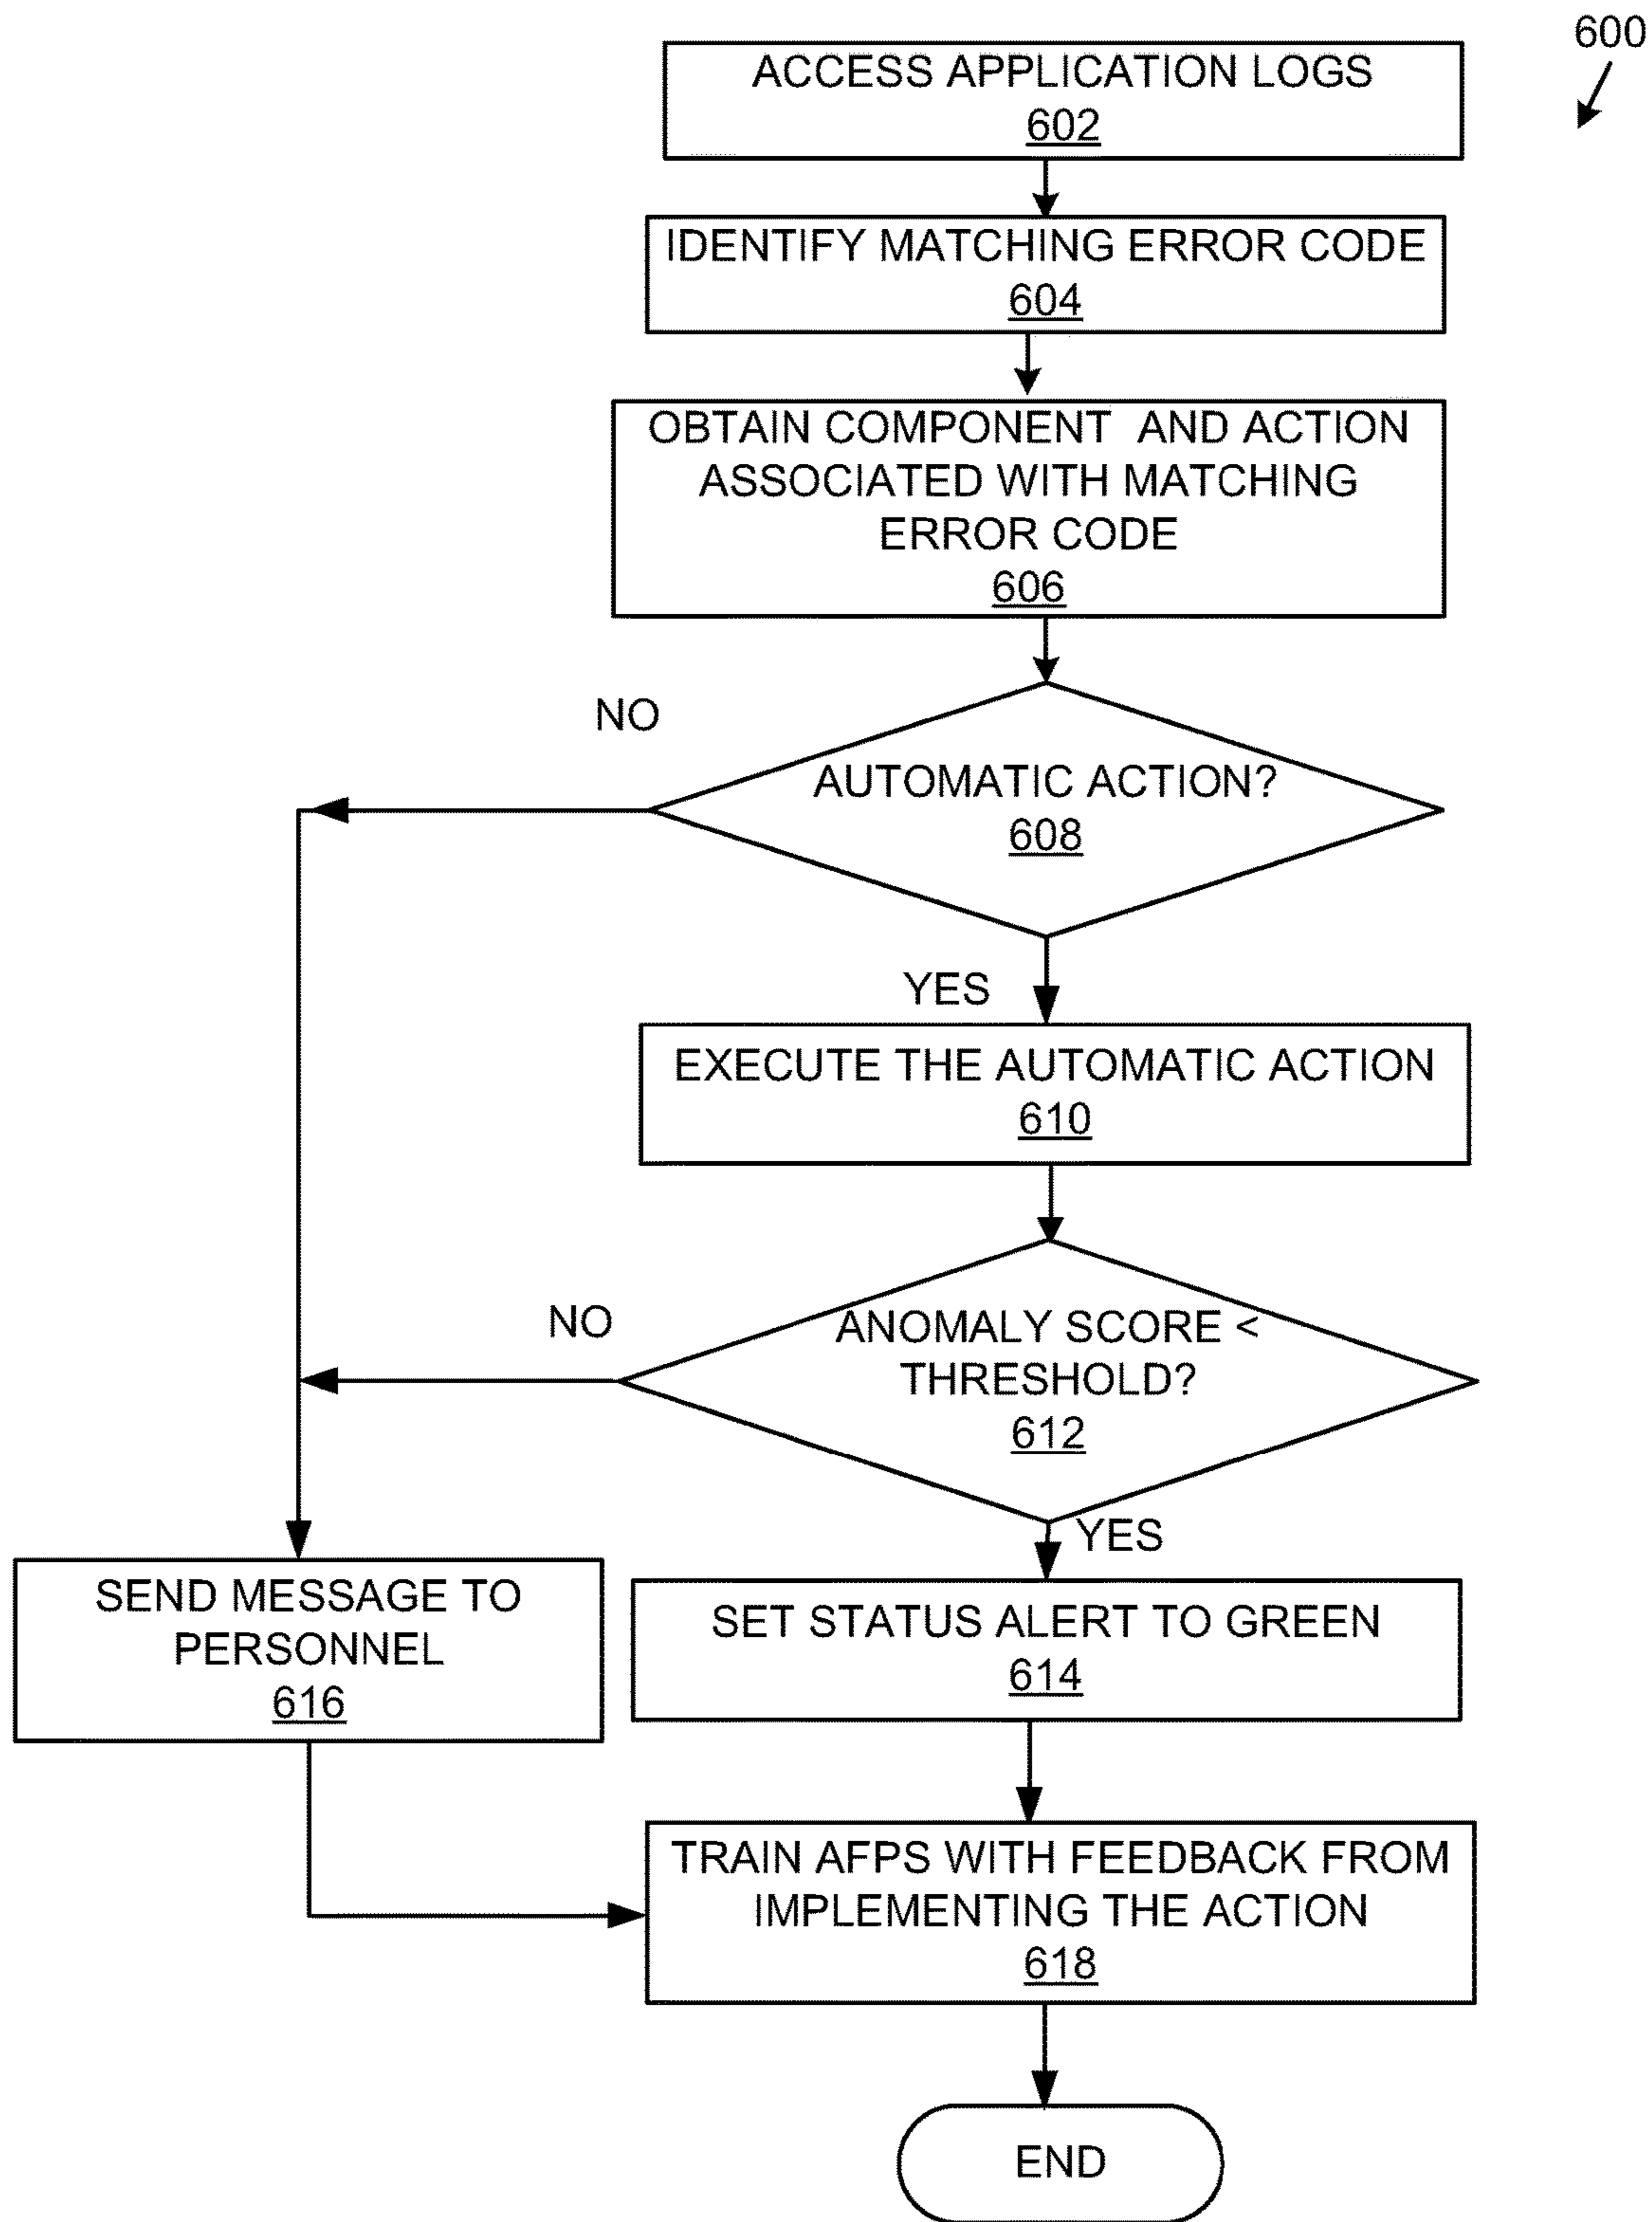 600
ACCESS APPLICATION LOGS
602
IDENTIFY MATCHING ERROR CODE
604
OBTAIN COMPONENT AND ACTION
ASSOCIATED WITH MATCHING
ERROR CODE
606
NO
AUTOMATIC ACTION?
608
YES
EXECUTE THE AUTOMATIC ACTION
610
NO
ANOMALY SCORE <
THRESHOLD?
612
YES
SEND MESSAGE TO
PERSONNEL
616
SET STATUS ALERT TO GREEN
614
TRAIN AFPS WITH FEEDBACK FROM
IMPLEMENTING THE ACTION
618
END